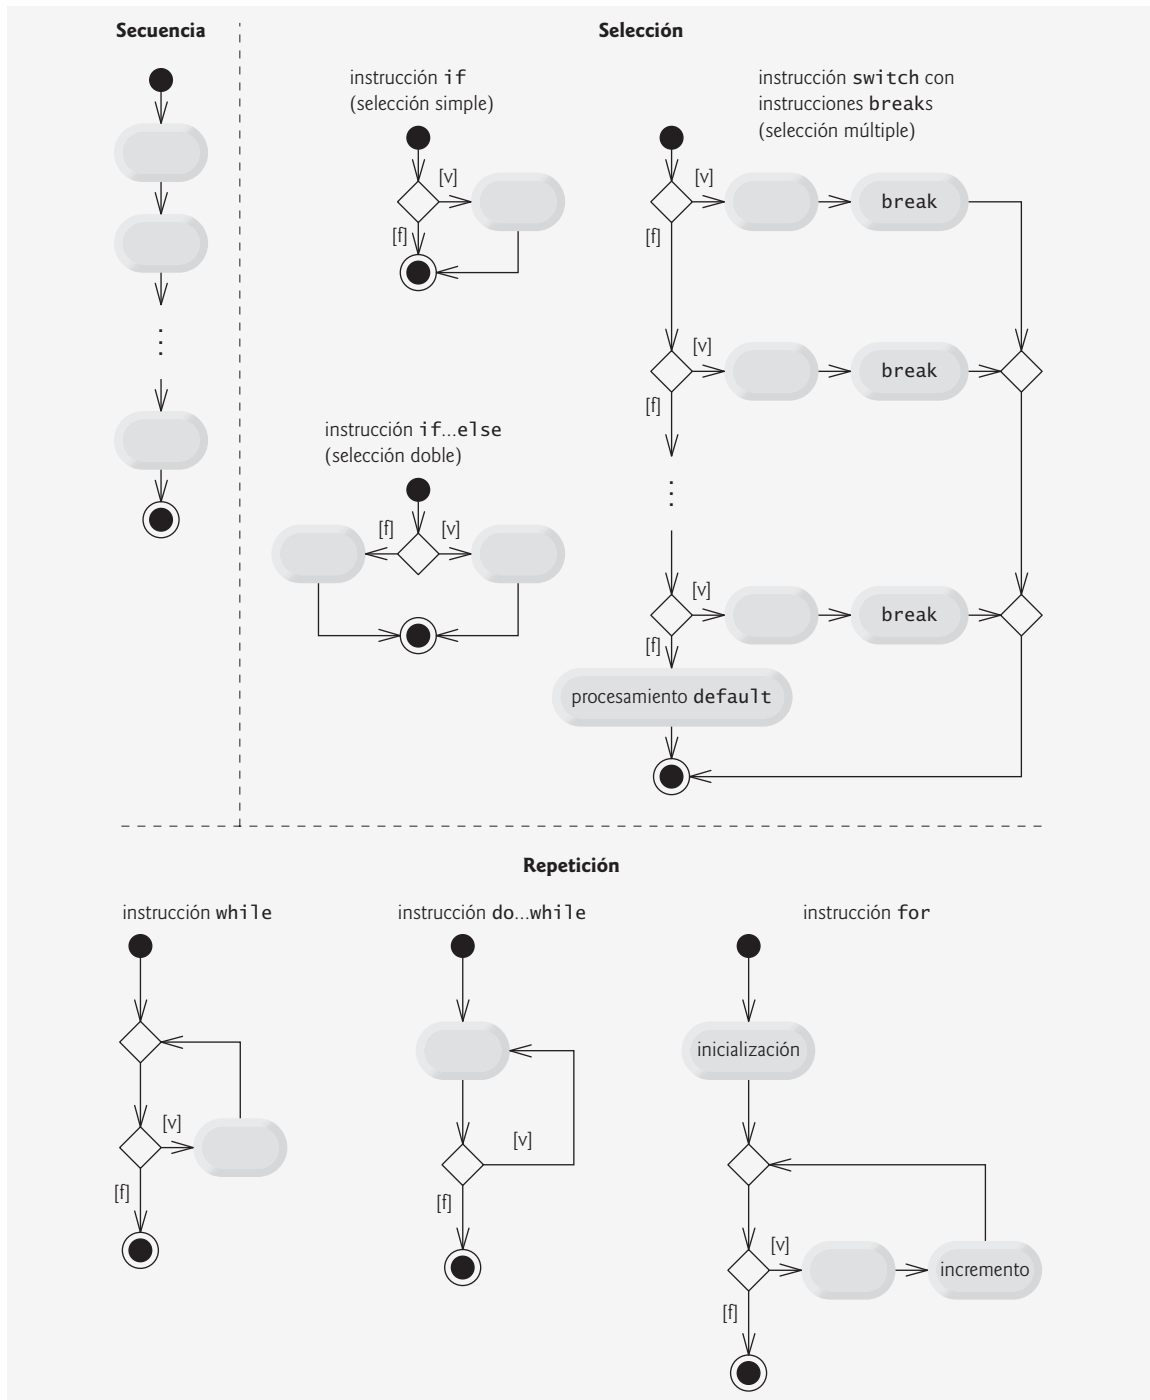 Secuencia
Selección
instrucción if
(selección simple)
[v]
[f]
instrucción if...else
(selección doble)
[f]
[v]
instrucción switch con
instrucciones breaks
(selección múltiple)
[v]
break
[f]
[v]
break
[f]
[v]
break
[f]
procesamiento default
Repetición
instrucción while
[v]
[f]
instrucción do...while
[v]
[f]
instrucción for
inicialización
[v]
incremento
[f]